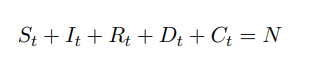 S_t + I_t + R_t + D_t + C_t = N